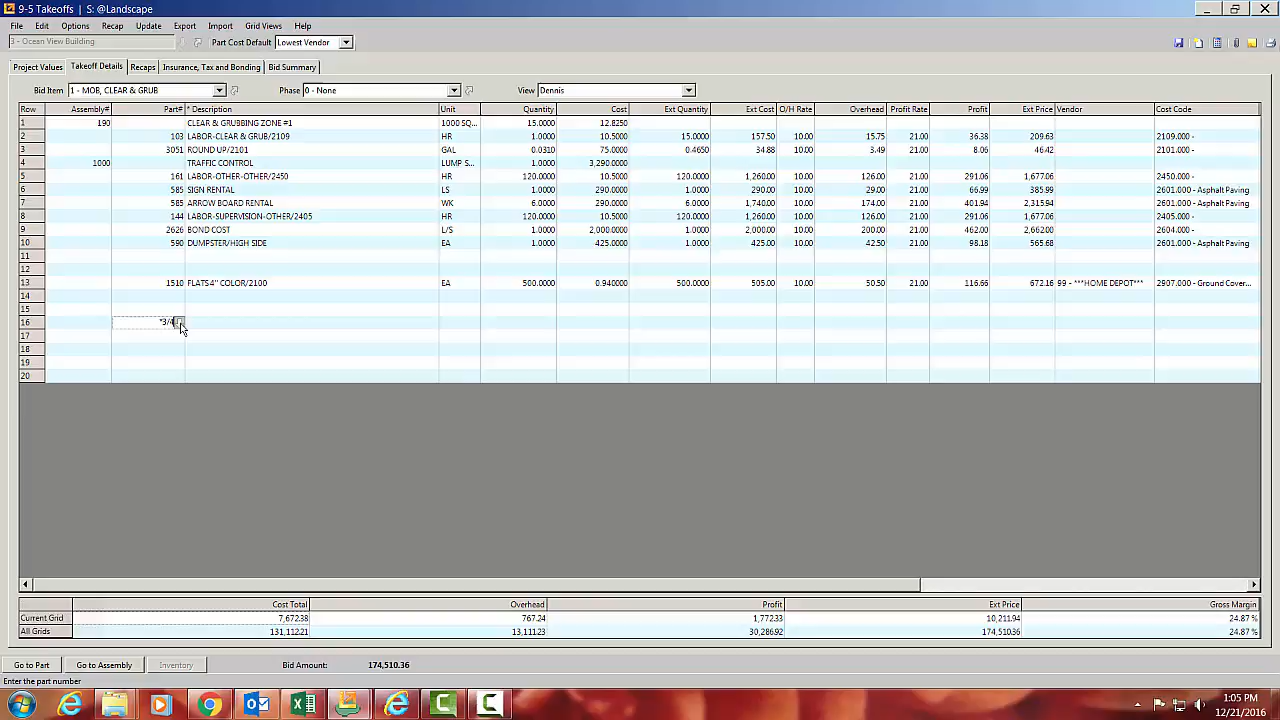 9-5 Takeoffs | S: @Landscape
File Edit Options Recap Update Export Import Grid Views Help
3 - Ocean View Building Part Cost Default Lowest Vendor
Project Values Takeoff Details Recaps Insurance, Tax and Bonding Bid Summary
Bid Item 1 - MOB, CLEAR & GRUB Phase 0 - None View Dennis
Row Assembly# Part# * Description Unit Quantity Cost Ext Quantity Ext Cost O/H Rate Overhead Profit Rate Profit Ext Price Vendor Cost Code
1 190 CLEAR & GRUBBING ZONE #1 1000 SQ... 15.0000 12.8250
2 103 LABOR-CLEAR & GRUB/2109 HR 1.0000 10.5000 15.0000 157.50 10.00 15.75 21.00 36.38 209.63 2109.000 -
3 3051 ROUND UP/2101 GAL 0.0310 75.0000 0.4650 34.88 10.00 3.49 21.00 8.06 46.42 2101.000 -
4 1000 TRAFFIC CONTROL LUMP S... 1.0000 3,290.0000
5 161 LABOR-OTHER-OTHER/2450 HR 120.0000 10.5000 120.0000 1,260.00 10.00 126.00 21.00 291.06 1,677.06 2450.000 -
6 585 SIGN RENTAL LS 1.0000 290.0000 1.0000 290.00 10.00 29.00 21.00 66.99 385.99 2601.000 - Asphalt Paving
7 585 ARROW BOARD RENTAL WK 6.0000 290.0000 6.0000 1,740.00 10.00 174.00 21.00 401.94 2,315.94 2601.000 - Asphalt Paving
8 144 LABOR-SUPERVISION-OTHER/2405 HR 120.0000 10.5000 120.0000 1,260.00 10.00 126.00 21.00 291.06 1,677.06 2405.000 -
9 2626 BOND COST L/S 1.0000 2,000.0000 1.0000 2,000.00 10.00 200.00 21.00 462.00 2,662.00 2604.000 -
10 590 DUMPSTER/HIGH SIDE EA 1.0000 425.0000 1.0000 425.00 10.00 42.50 21.00 98.18 565.68 2601.000 - Asphalt Paving
11
12
13 1510 FLATS4" COLOR/2100 EA 500.0000 0.940000 500.0000 505.00 10.00 50.50 21.00 116.66 672.16 99 - ***HOME DEPOT*** 2907.000 - Ground Cover...
14
15
16 *3/4
17
18
19
20
Cost Total Overhead Profit Ext Price Gross Margin
Current Grid 7,672.38 767.24 1,772.33 10,211.94 24.87 %
All Grids 131,112.21 13,111.23 30,286.92 174,510.36 24.87 %
Go to Part Go to Assembly Inventory Bid Amount: 174,510.36
Enter the part number
1:05 PM
12/21/2016